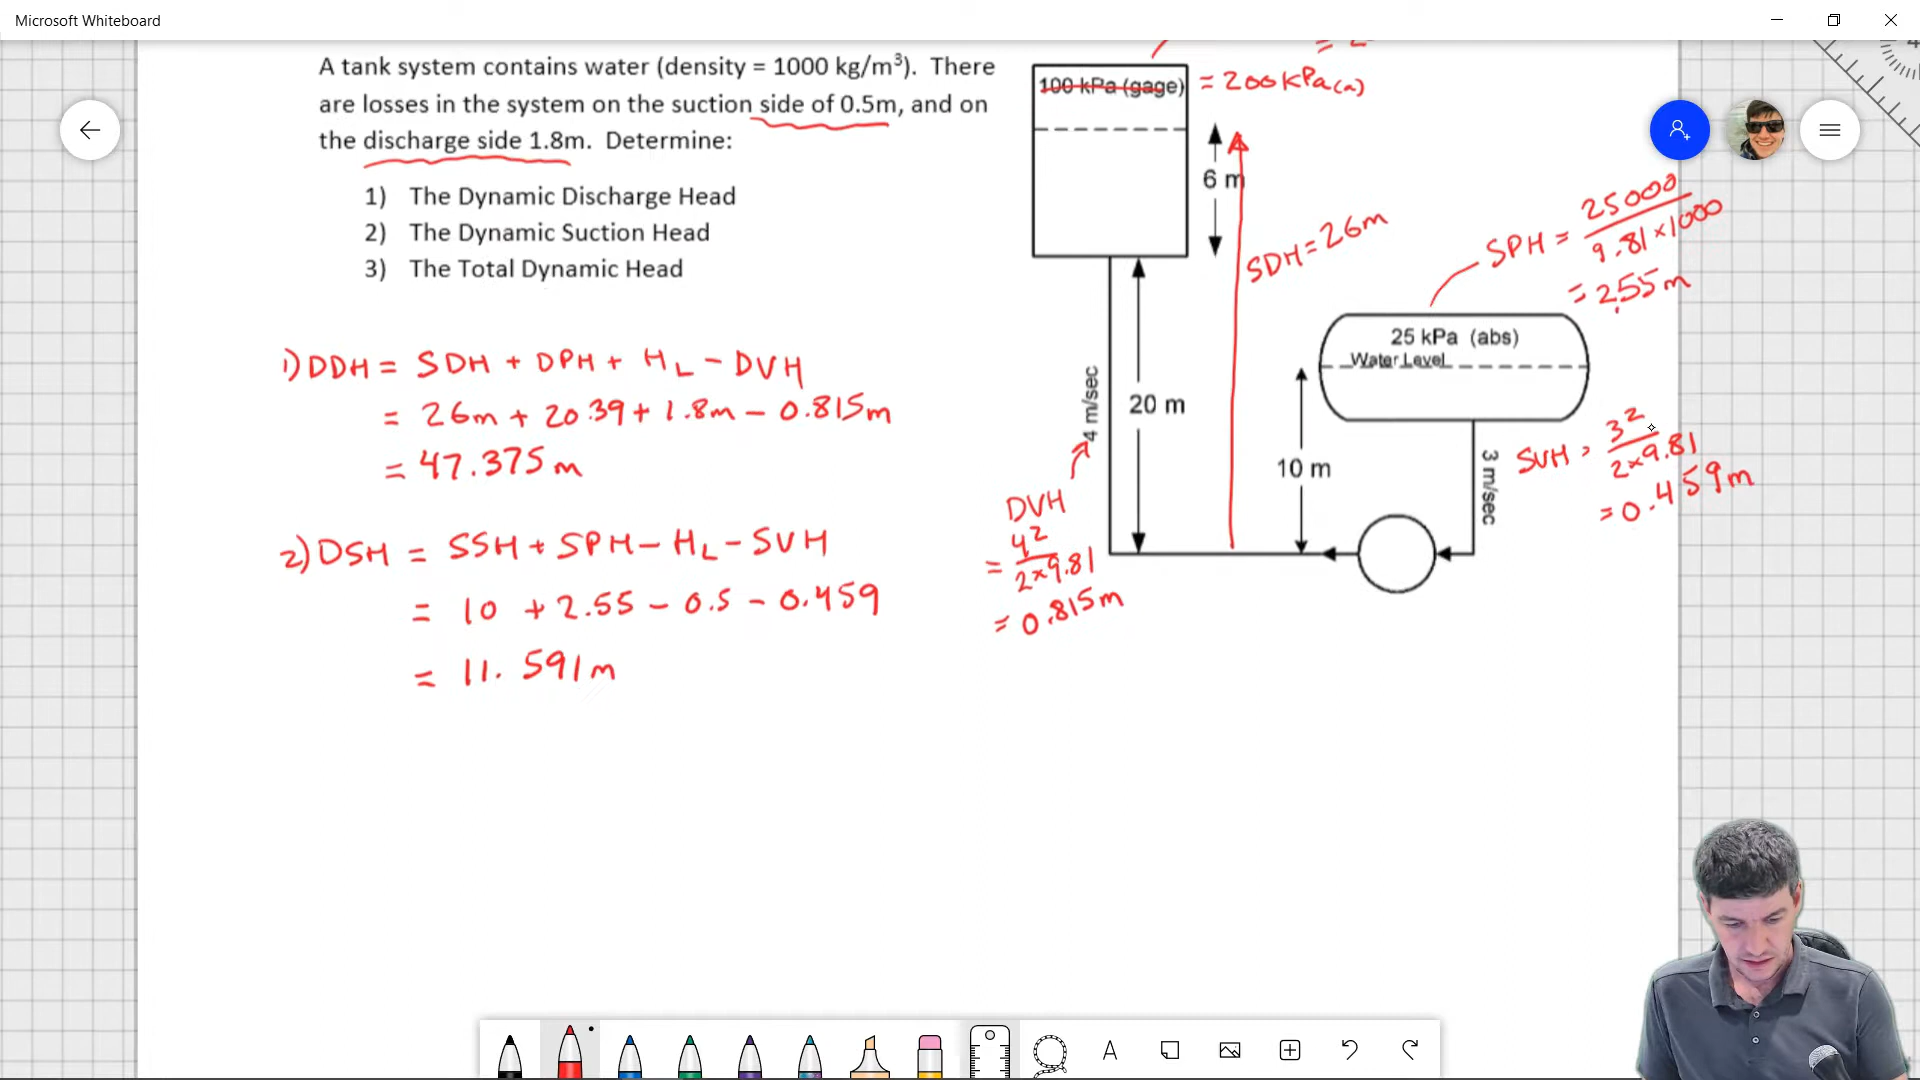 Microsoft Whiteboard
A tank system contains water (density = 1000 kg/m³). There
are losses in the system on the suction side of 0.5m, and on
the discharge side 1.8m. Determine:
1) The Dynamic Discharge Head
2) The Dynamic Suction Head
3) The Total Dynamic Head
1) DDH = SDH + DPH + H_L - DVH
= 26m + 20.39 + 1.8m - 0.815m
= 47.375 m
2) DSH = SSH + SPH - H_L - SVH
= 10 + 2.55 - 0.5 - 0.459
= 11.591m
100 kPa (gage) = 200 kPa(a)
6 m
SDH = 26m
20 m
4 m/sec
DVH
= 4² / 2×9.81
= 0.815m
SPH = 25000 / 9.81×1000
= 2.55m
25 kPa (abs)
Water Level
10 m
3 m/sec
SVH = 3² / 2×9.81
= 0.459m
A